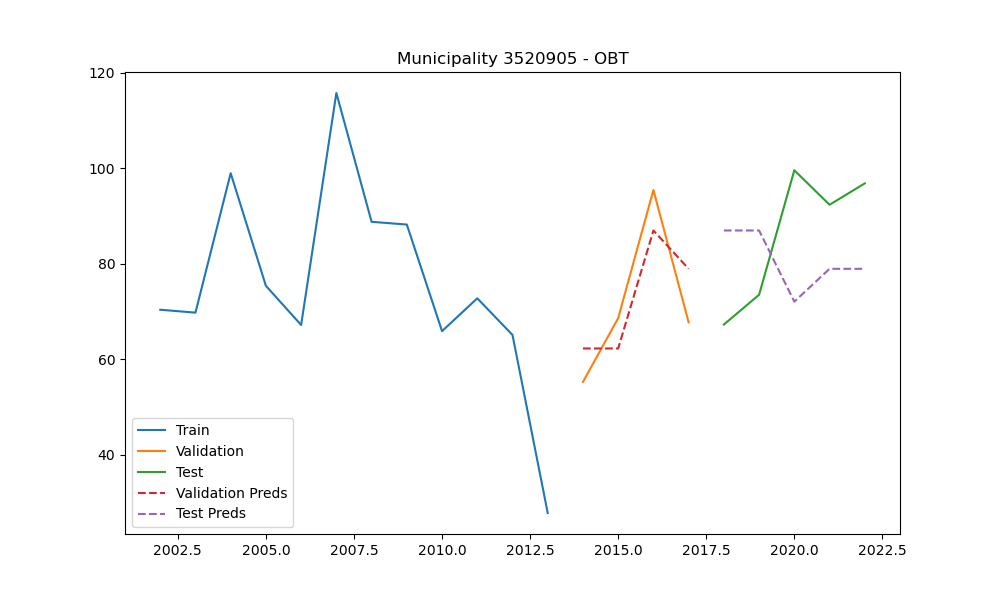 Municipality 3520905 - OBT
120
100
80
60
40
Train
Validation
Test
Validation Preds
Test Preds
2002.5 2005.0 2007.5 2010.0 2012.5 2015.0 2017.5 2020.0 2022.5